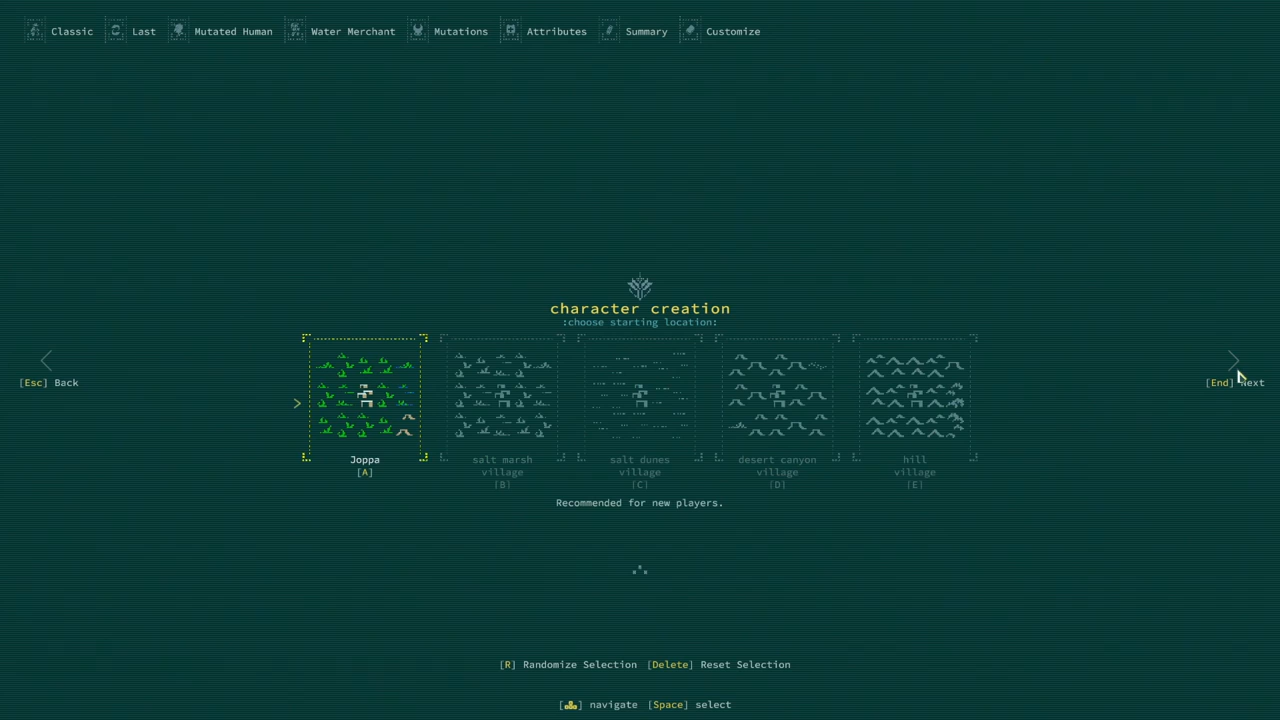 Classic Last Mutated Human Water Merchant Mutations Attributes Summary Customize
character creation
:choose starting location:
[Esc] Back
[End] Next
Joppa
[A]
salt marsh
village
[B]
salt dunes
village
[C]
desert canyon
village
[D]
hill
village
[E]
Recommended for new players.
[R] Randomize Selection [Delete] Reset Selection
navigate [Space] select